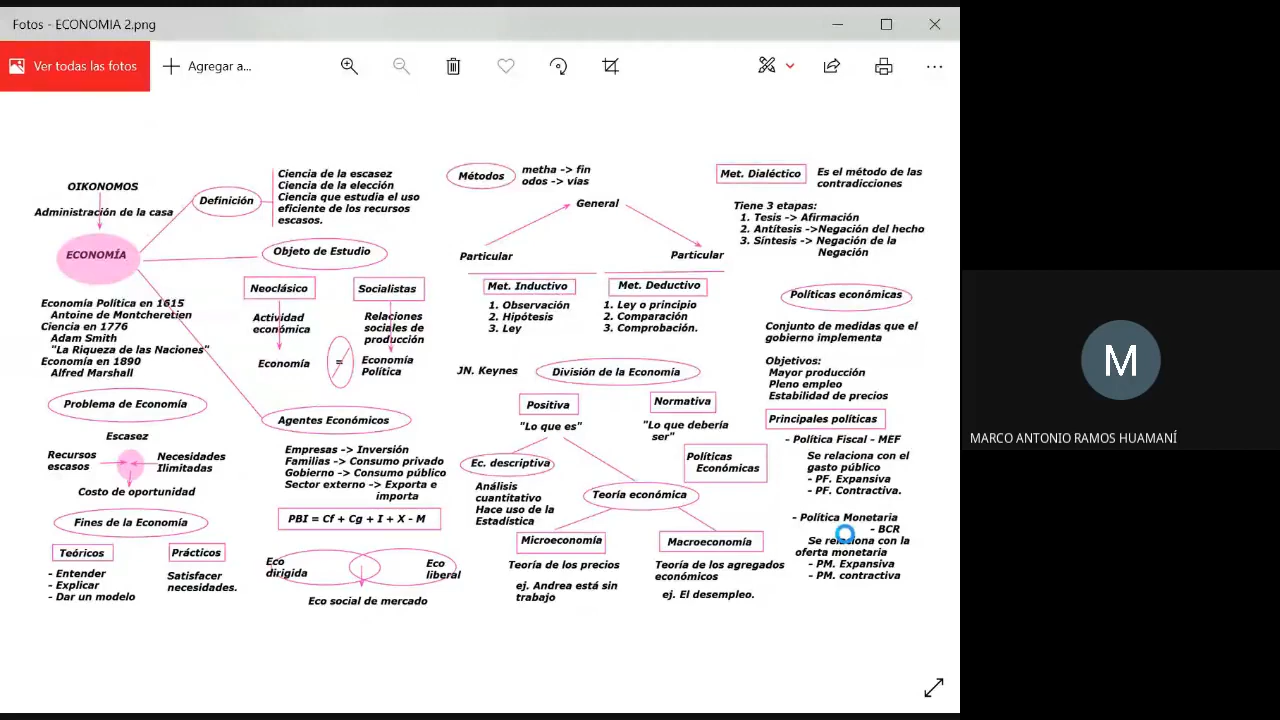 Fotos - ECONOMIA 2.png
Ver todas las fotos
Agregar a...
OIKONOMOS
Administración de la casa
ECONOMÍA
Economía Política en 1615
Antoine de Montcheretien
Ciencia en 1776
Adam Smith
"La Riqueza de las Naciones"
Economía en 1890
Alfred Marshall
Problema de Economía
Escasez
Recursos
escasos
Necesidades
Ilimitadas
Costo de oportunidad
Fines de la Economía
Teóricos
- Entender
- Explicar
- Dar un modelo
Prácticos
Satisfacer
necesidades.
Definición
Ciencia de la escasez
Ciencia de la elección
Ciencia que estudia el uso
eficiente de los recursos
escasos.
Objeto de Estudio
Neoclásico
Actividad
económica
Economía
=
Socialistas
Relaciones
sociales de
producción
Economía
Política
Agentes Económicos
Empresas -> Inversión
Familias -> Consumo privado
Gobierno -> Consumo público
Sector externo -> Exporta e
importa
PBI = Cf + Cg + I + X - M
Eco
dirigida
Eco
liberal
Eco social de mercado
Métodos
metha -> fin
odos -> vías
General
Particular
Particular
Met. Inductivo
1. Observación
2. Hipótesis
3. Ley
Met. Deductivo
1. Ley o principio
2. Comparación
3. Comprobación.
JN. Keynes
División de la Economía
Positiva
"Lo que es"
Normativa
"Lo que debería
ser"
Políticas
Económicas
Ec. descriptiva
Análisis
cuantitativo
Hace uso de la
Estadística
Teoría económica
Microeconomía
Teoría de los precios
ej. Andrea está sin
trabajo
Macroeconomía
Teoría de los agregados
económicos
ej. El desempleo.
Met. Dialéctico
Es el método de las
contradicciones
Tiene 3 etapas:
1. Tesis -> Afirmación
2. Antítesis ->Negación del hecho
3. Síntesis -> Negación de la
Negación
Políticas económicas
Conjunto de medidas que el
gobierno implementa
Objetivos:
Mayor producción
Pleno empleo
Estabilidad de precios
Principales políticas
- Política Fiscal - MEF
Se relaciona con el
gasto público
- PF. Expansiva
- PF. Contractiva.
- Política Monetaria
- BCR
Se relaciona con la
oferta monetaria
- PM. Expansiva
- PM. contractiva
M
MARCO ANTONIO RAMOS HUAMANÍ